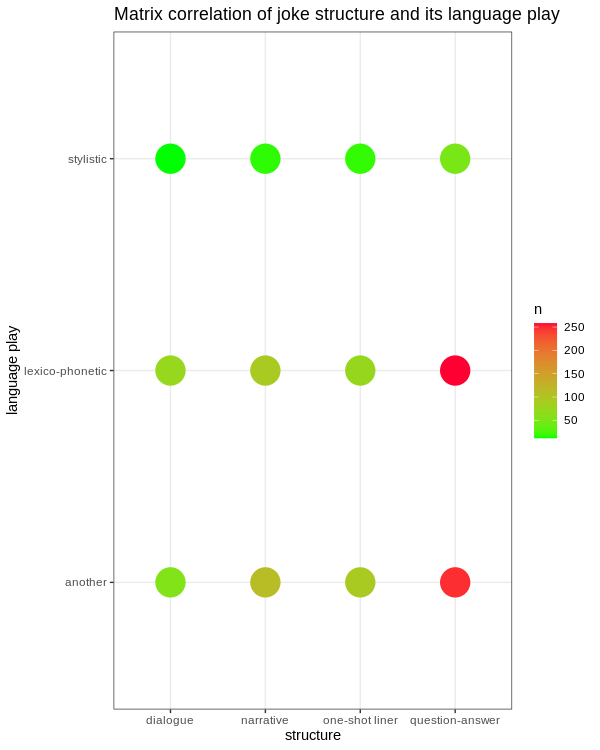 Matrix correlation of joke structure and its language play
stylistic
lexico-phonetic
another
language play
dialogue
narrative
one-shot liner
question-answer
structure
n
250
200
150
100
50